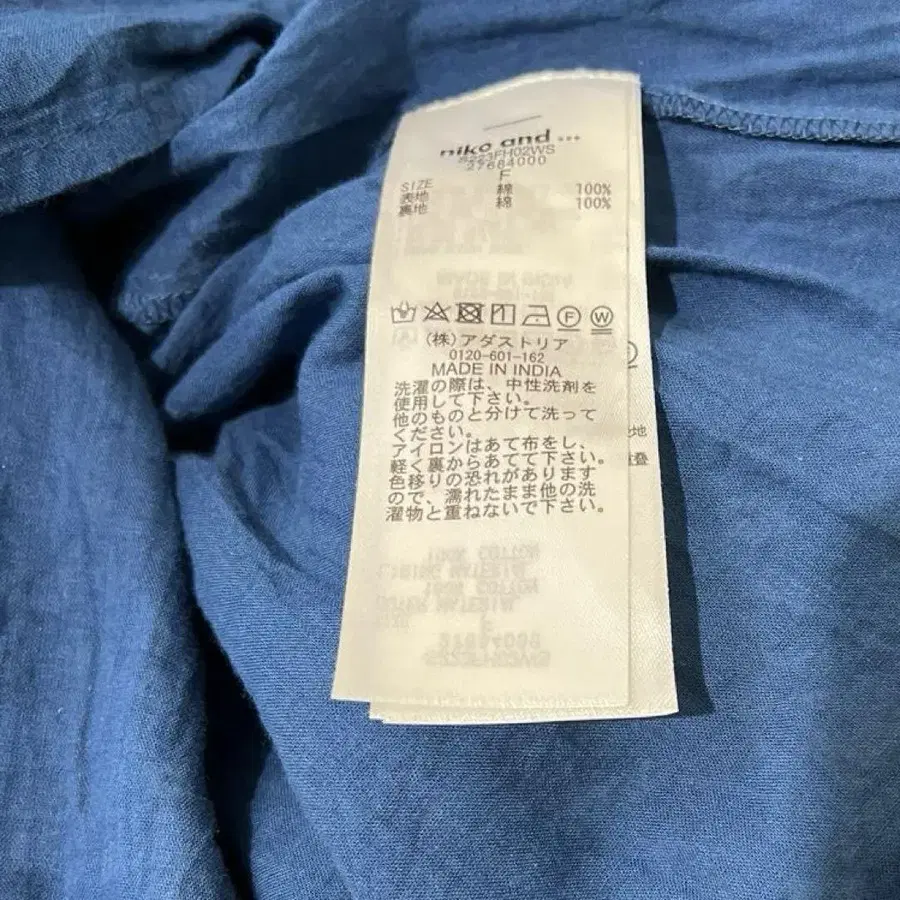 niko and ...
S223FH02WS
27684000
SIZE F
表地 綿 100%
裏地 綿 100%
(株)アダストリア
0120-601-162
MADE IN INDIA
洗濯の際は、中性洗剤を
使用して下さい。
他のものと分けて洗って
ください。
アイロンはあて布をし、
軽く裏からあてて下さい。
色移りの恐れがあります
ので、濡れたまま他の洗
濯物と重ねないで下さい。